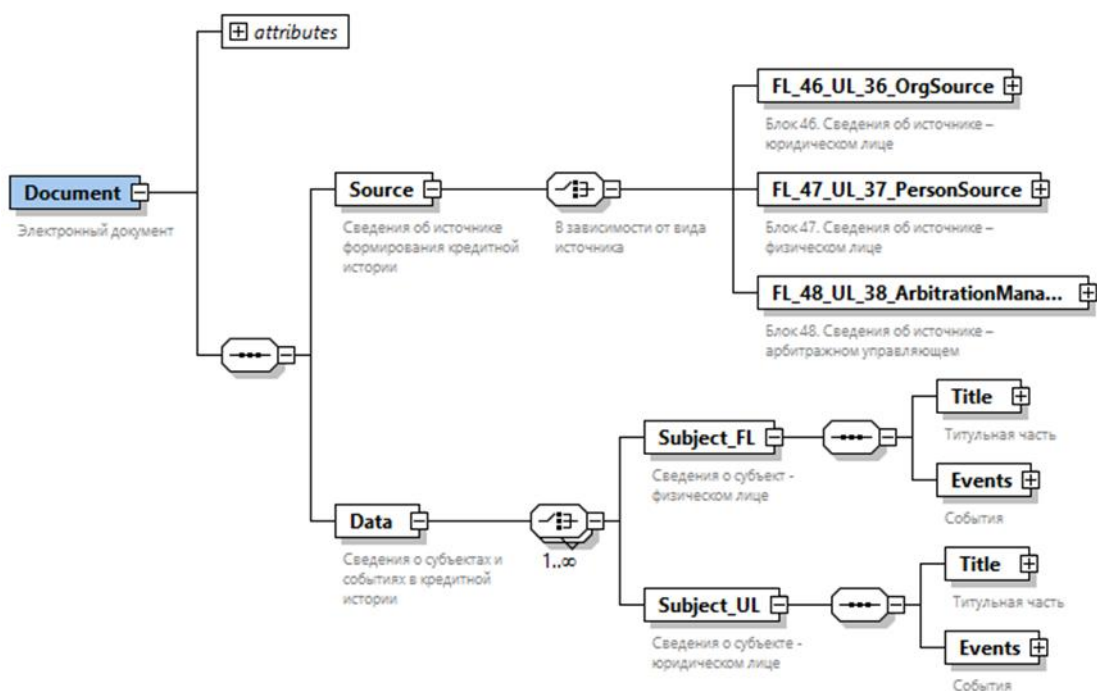 attributes
Document
Электронный документ
Source
Сведения об источнике
формирования кредитной
истории
В зависимости от вида
источника
FL_46_UL_36_OrgSource
Блок 46. Сведения об источнике –
юридическом лице
FL_47_UL_37_PersonSource
Блок 47. Сведения об источнике –
физическом лице
FL_48_UL_38_ArbitrationMana...
Блок 48. Сведения об источнике –
арбитражном управляющем
Data
Сведения о субъектах и
событиях в кредитной
истории
1..∞
Subject_FL
Сведения о субъект -
физическом лице
Title
Титульная часть
Events
События
Subject_UL
Сведения о субъекте -
юридическом лице
Title
Титульная часть
Events
События